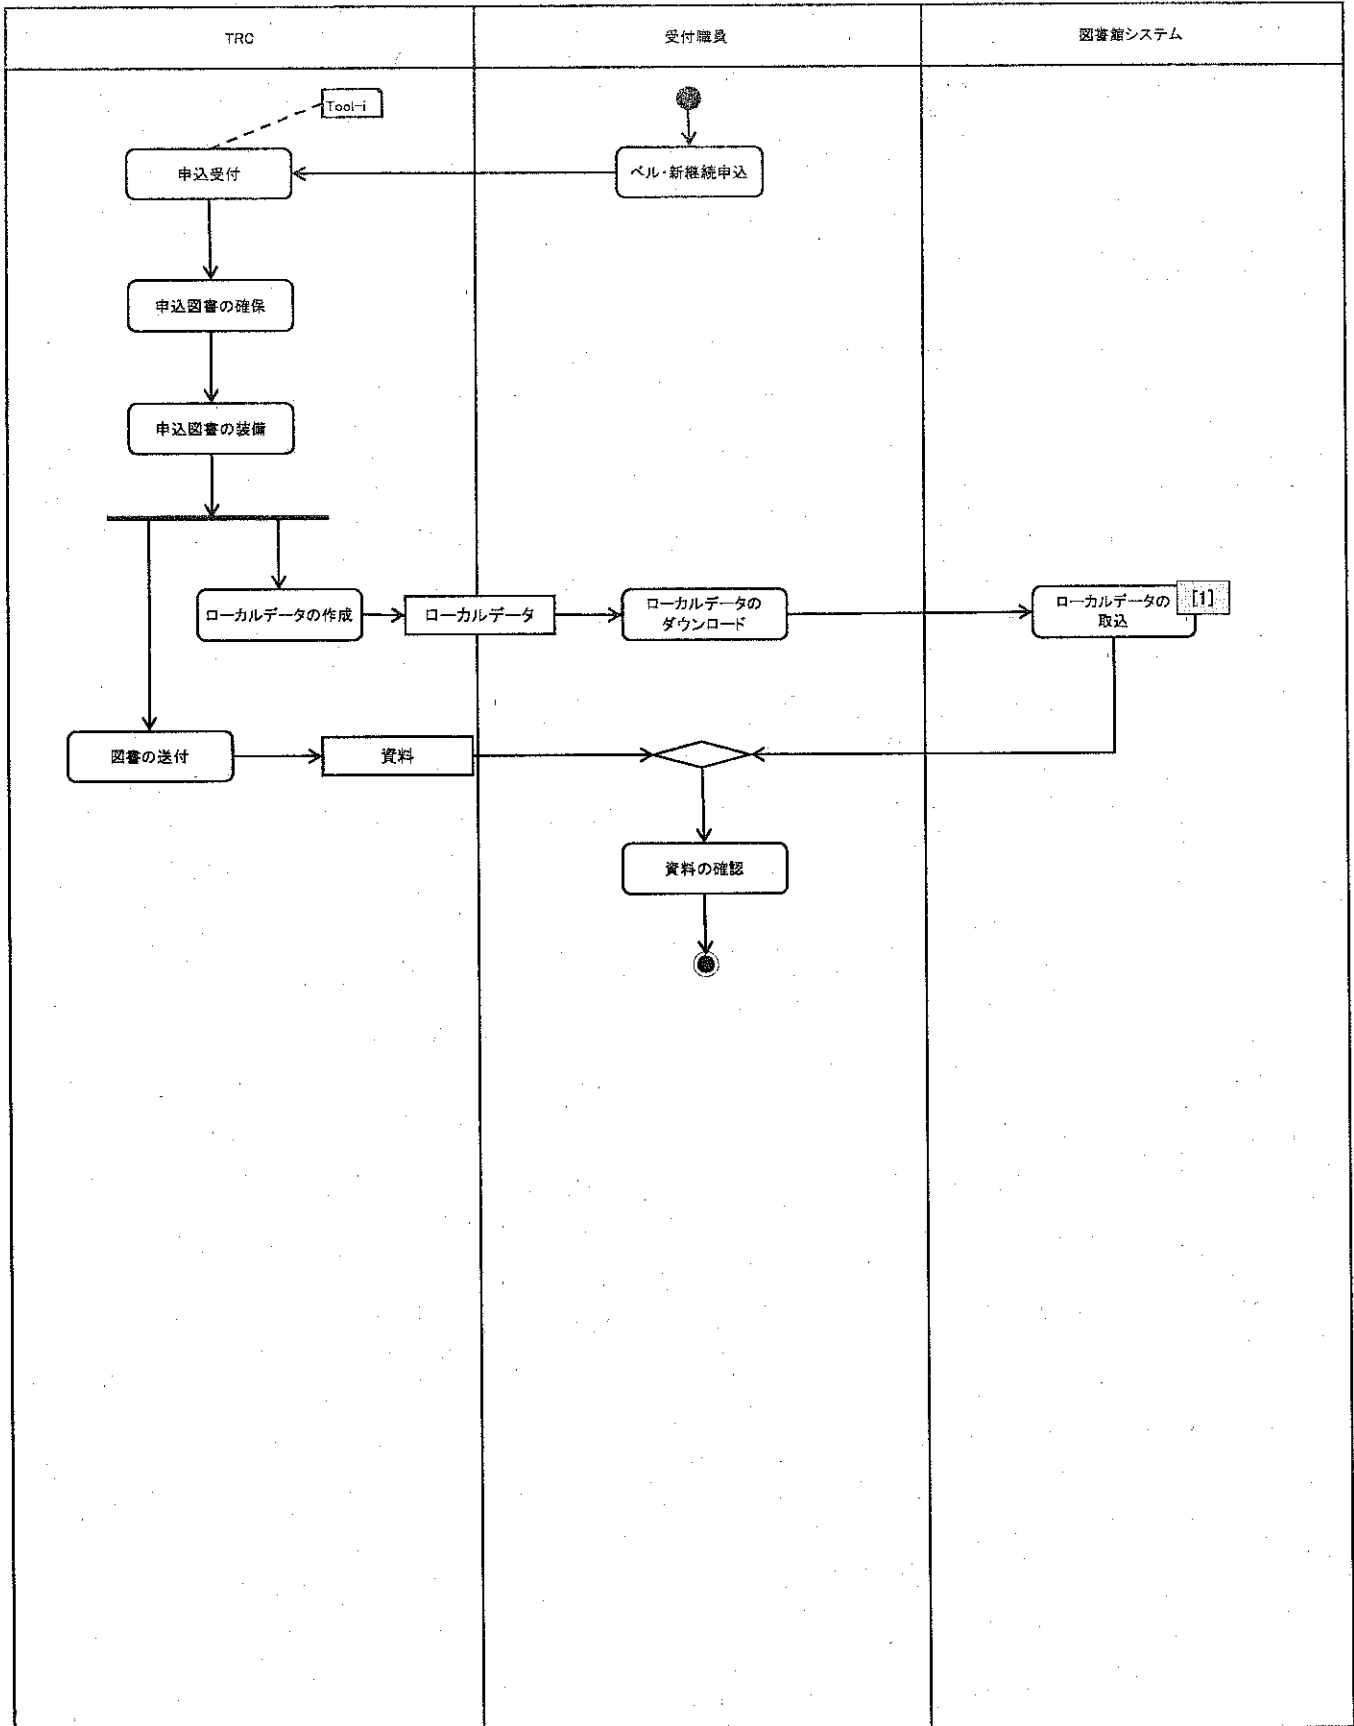 TRC
受付職員
図書館システム
Tool-i
申込受付
ベル・新継続申込
申込図書の確保
申込図書の装備
ローカルデータの作成
ローカルデータ
ローカルデータの
ダウンロード
ローカルデータの
取込
[1]
図書の送付
資料
資料の確認